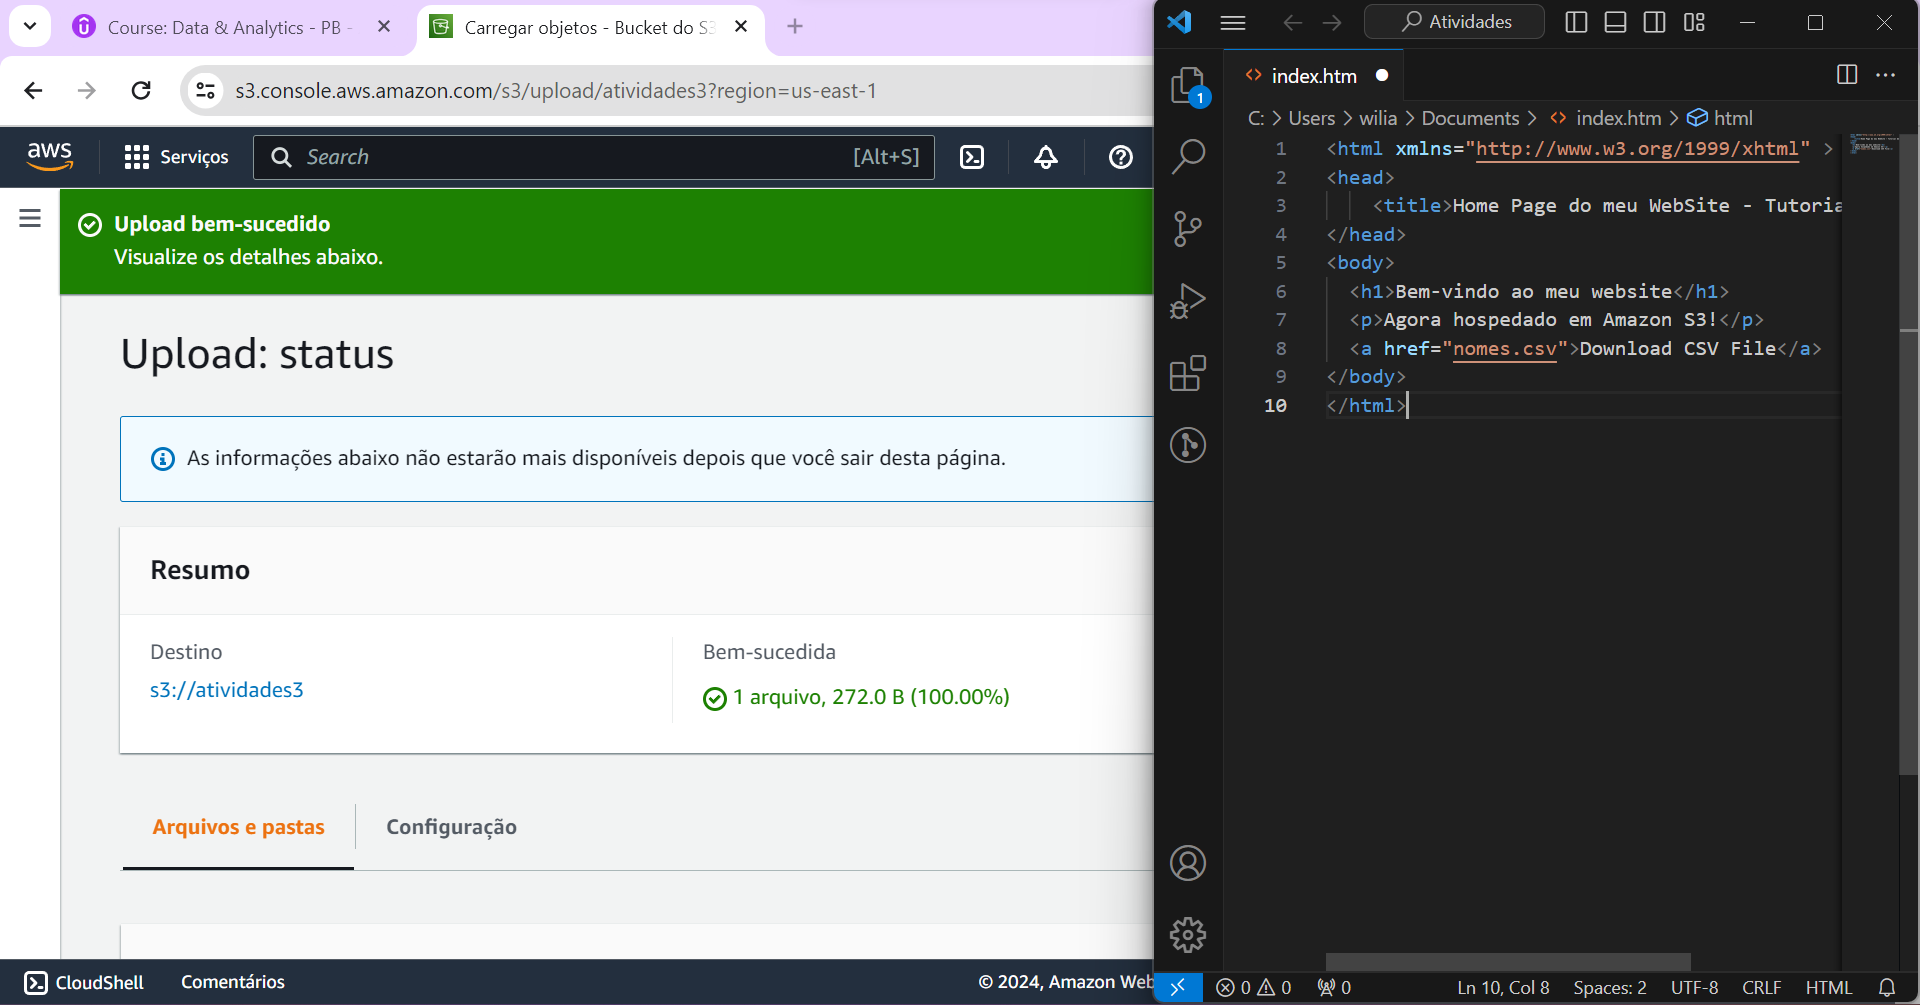 Course: Data & Analytics - PB -
Carregar objetos - Bucket do S3
s3.console.aws.amazon.com/s3/upload/atividades3?region=us-east-1
aws
Serviços
Search
[Alt+S]
Upload bem-sucedido
Visualize os detalhes abaixo.
Upload: status
As informações abaixo não estarão mais disponíveis depois que você sair desta página.
Resumo
Destino
s3://atividades3
Bem-sucedida
1 arquivo, 272.0 B (100.00%)
Arquivos e pastas
Configuração
CloudShell
Comentários
© 2024, Amazon Web
Atividades
index.htm
1
C: > Users > wilia > Documents > index.htm > html
1 <html xmlns="http://www.w3.org/1999/xhtml" >
2 <head>
3 <title>Home Page do meu WebSite - Tutoria
4 </head>
5 <body>
6 <h1>Bem-vindo ao meu website</h1>
7 <p>Agora hospedado em Amazon S3!</p>
8 <a href="nomes.csv">Download CSV File</a>
9 </body>
10 </html>
0 0 0
Ln 10, Col 8
Spaces: 2
UTF-8
CRLF
HTML